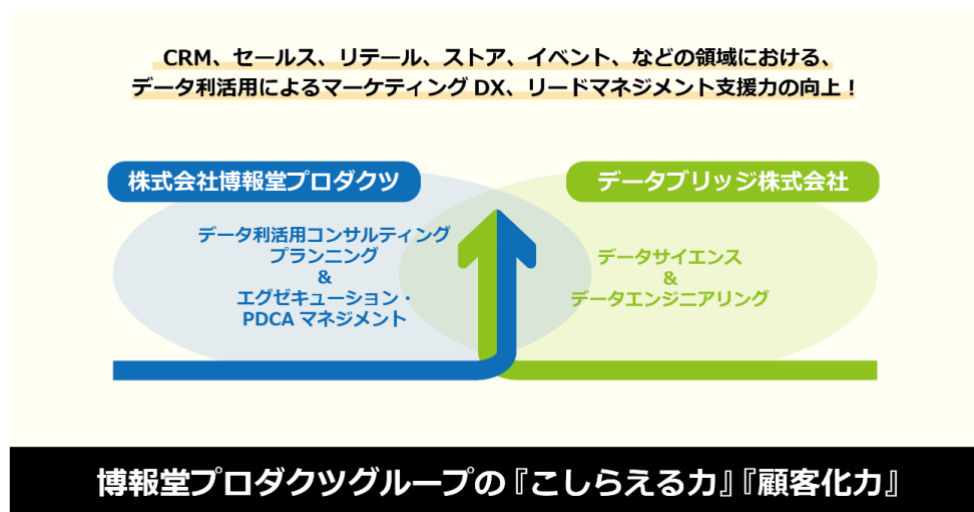 CRM、セールス、リテール、ストア、イベント、などの領域における、
データ利活用によるマーケティング DX、リードマネジメント支援力の向上！
株式会社博報堂プロダクツ
データ利活用コンサルティング
プランニング
&
エグゼキューション・
PDCA マネジメント
データブリッジ株式会社
データサイエンス
&
データエンジニアリング
博報堂プロダクツグループの『こしらえる力』『顧客化力』